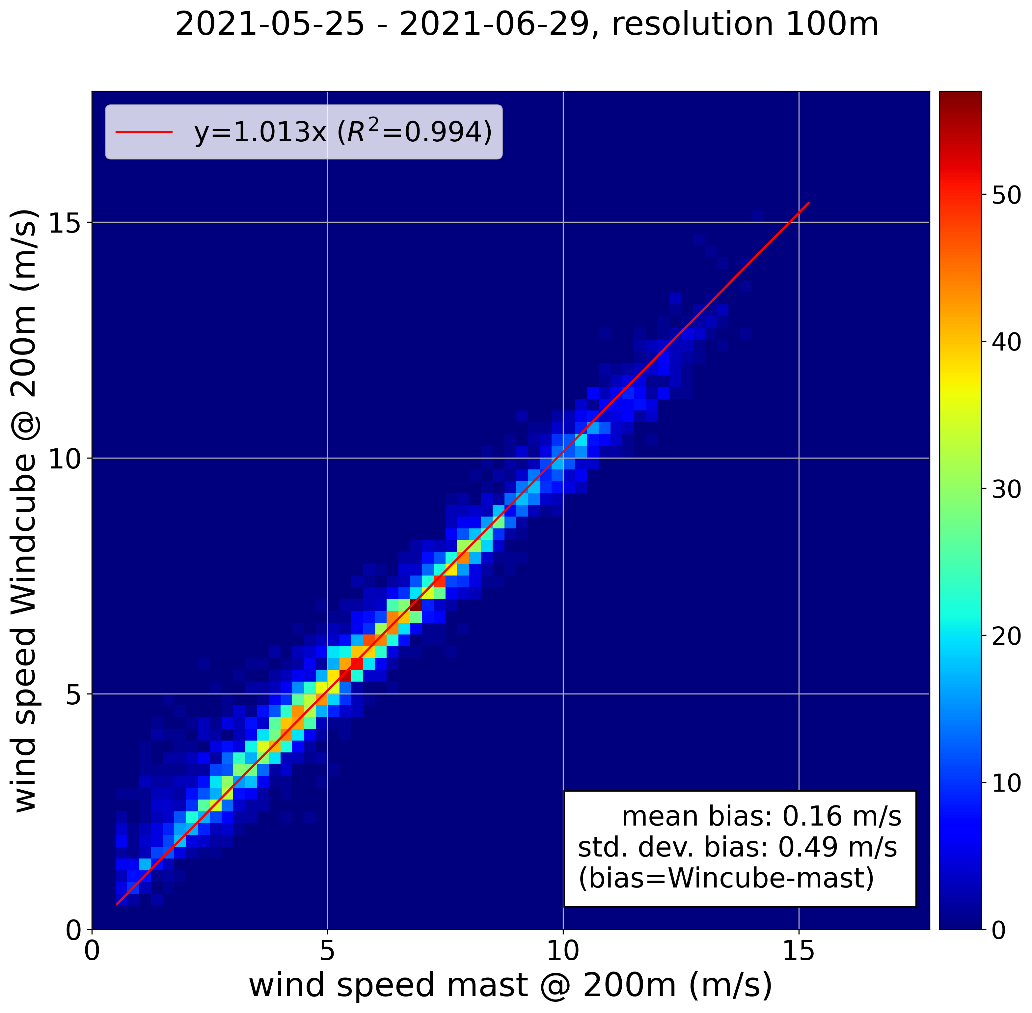 2021-05-25 - 2021-06-29, resolution 100m
y=1.013x (R²=0.994)
wind speed Windcube @ 200m (m/s)
15
10
5
0
0
5
10
15
wind speed mast @ 200m (m/s)
mean bias: 0.16 m/s
std. dev. bias: 0.49 m/s
(bias=Wincube-mast)
50
40
30
20
10
0